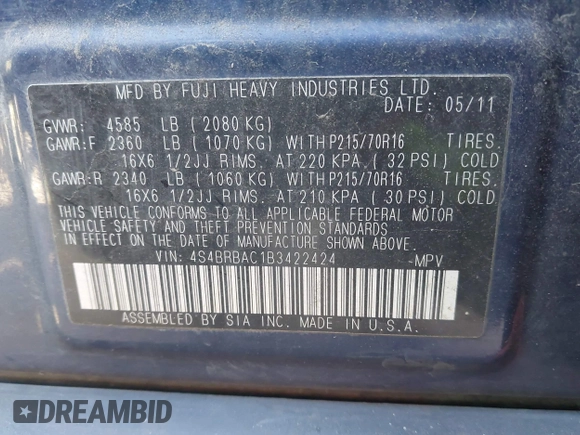 MFD BY FUJI HEAVY INDUSTRIES LTD.
DATE: 05/11
GVWR: 4585 LB ( 2080 KG)
GAWR:F 2360 LB ( 1070 KG) WITH P215/70R16 TIRES.
16X6 1/2JJ RIMS. AT 220 KPA. ( 32 PSI) COLD
GAWR:R 2340 LB ( 1060 KG) WITH P215/70R16 TIRES.
16X6 1/2JJ RIMS. AT 210 KPA. ( 30 PSI) COLD
THIS VEHICLE CONFORMS TO ALL APPLICABLE FEDERAL MOTOR
VEHICLE SAFETY AND THEFT PREVENTION STANDARDS
IN EFFECT ON THE DATE OF MANUFACTURE SHOWN ABOVE.
VIN: 4S4BRBAC1B3422424 -MPV
ASSEMBLED BY SIA INC. MADE IN U.S.A.
DREAMBID